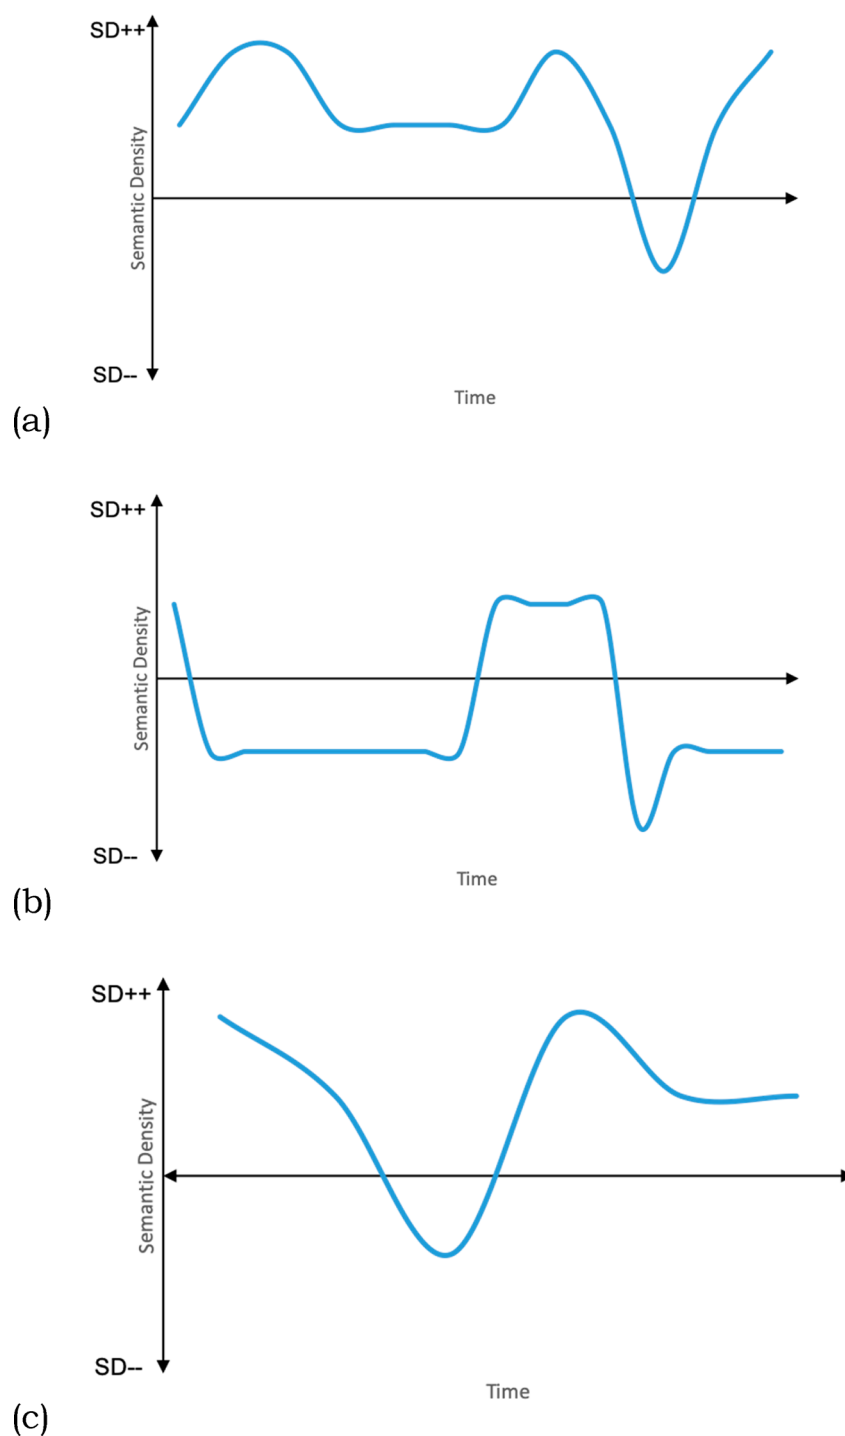 SD++
Semantic Density
SD--
Time
(a)
SD++
Semantic Density
SD--
Time
(b)
SD++
Semantic Density
SD--
Time
(c)